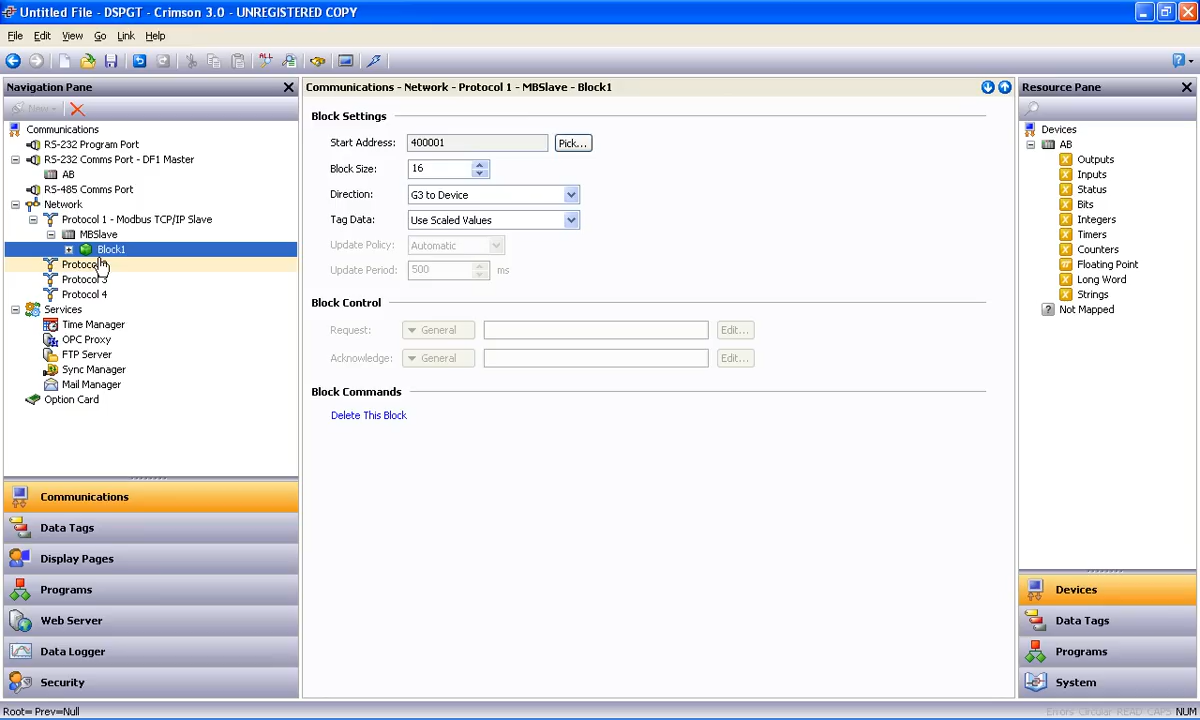 Untitled File - DSPGT - Crimson 3.0 - UNREGISTERED COPY
File Edit View Go Link Help
Navigation Pane
New
Communications
RS-232 Program Port
RS-232 Comms Port - DF1 Master
AB
RS-485 Comms Port
Network
Protocol 1 - Modbus TCP/IP Slave
MBSlave
Block1
Protocol 3
Protocol 4
Services
Time Manager
OPC Proxy
FTP Server
Sync Manager
Mail Manager
Option Card
Communications
Data Tags
Display Pages
Programs
Web Server
Data Logger
Security
Communications - Network - Protocol 1 - MBSlave - Block1
Block Settings
Start Address: 400001 Pick...
Block Size: 16
Direction: G3 to Device
Tag Data: Use Scaled Values
Update Policy: Automatic
Update Period: 500 ms
Block Control
Request: General Edit...
Acknowledge: General Edit...
Block Commands
Delete This Block
Resource Pane
Devices
AB
Outputs
Inputs
Status
Bits
Integers
Timers
Counters
Floating Point
Long Word
Strings
Not Mapped
Devices
Data Tags
Programs
System
Root= Prev=Null
Errors Circular READ CAPS NUM